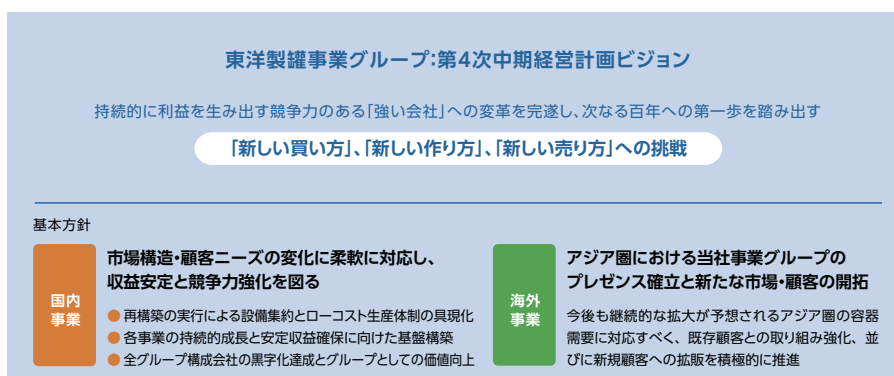 東洋製罐事業グループ:第4次中期経営計画ビジョン
持続的に利益を生み出す競争力のある「強い会社」への変革を完遂し、次なる百年への第一歩を踏み出す
「新しい買い方」、「新しい作り方」、「新しい売り方」への挑戦
基本方針
国内
事業
市場構造・顧客ニーズの変化に柔軟に対応し、
収益安定と競争力強化を図る
● 再構築の実行による設備集約とローコスト生産体制の具現化
● 各事業の持続的成長と安定収益確保に向けた基盤構築
● 全グループ構成会社の黒字化達成とグループとしての価値向上
海外
事業
アジア圏における当社事業グループの
プレゼンス確立と新たな市場・顧客の開拓
今後も継続的な拡大が予想されるアジア圏の容器
需要に対応すべく、既存顧客との取り組み強化、並
びに新規顧客への拡販を積極的に推進